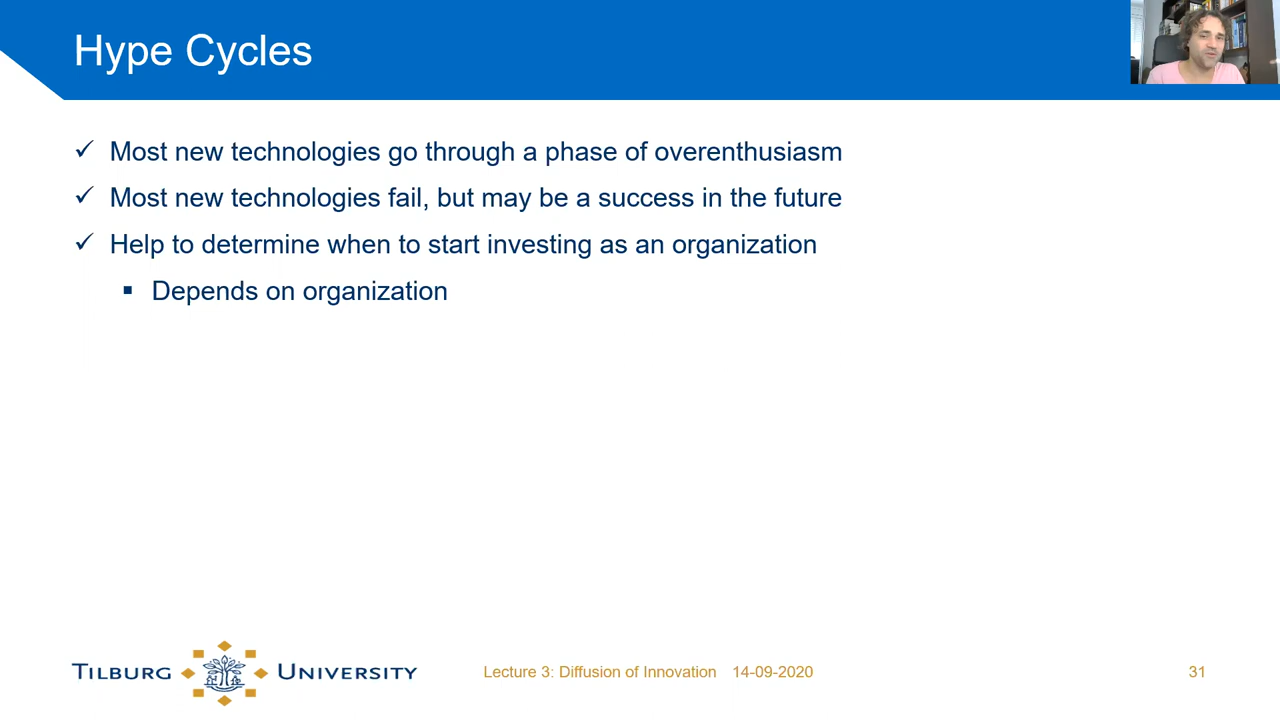 Hype Cycles
Most new technologies go through a phase of overenthusiasm
Most new technologies fail, but may be a success in the future
Help to determine when to start investing as an organization
Depends on organization
TILBURG UNIVERSITY
Lecture 3: Diffusion of Innovation 14-09-2020
31